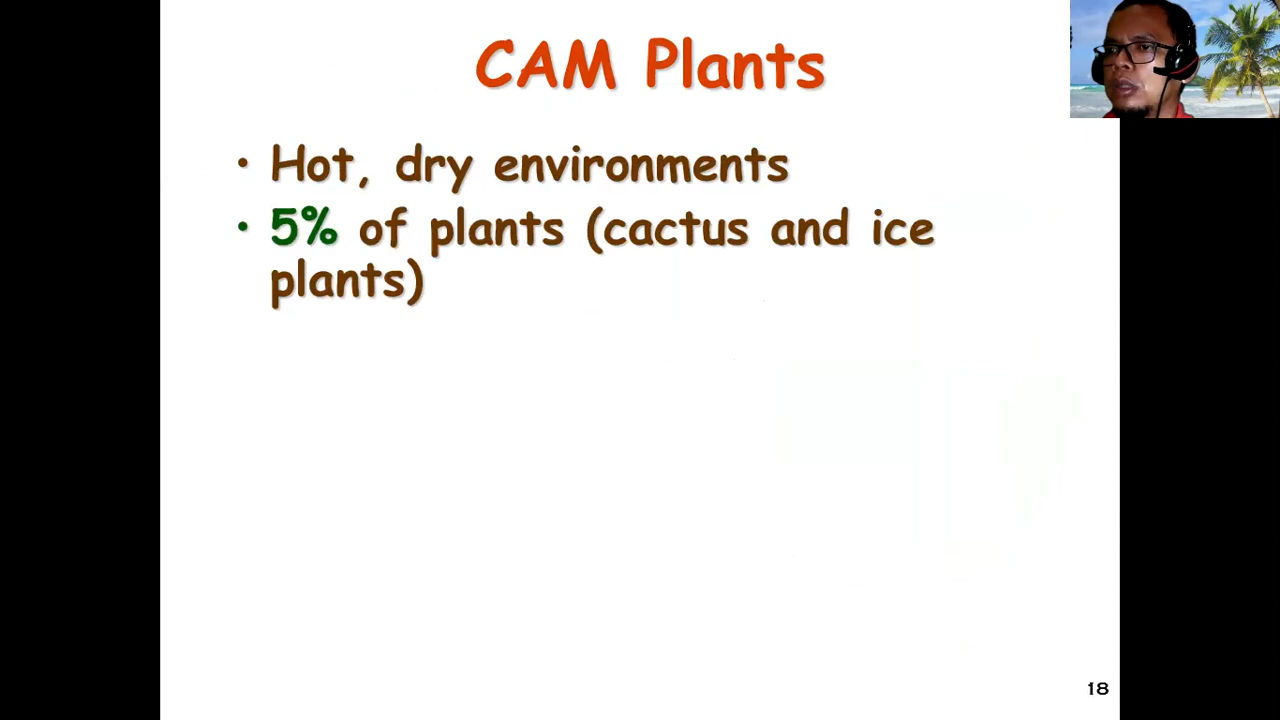 CAM Plants
• Hot, dry environments
• 5% of plants (cactus and ice
plants)
18